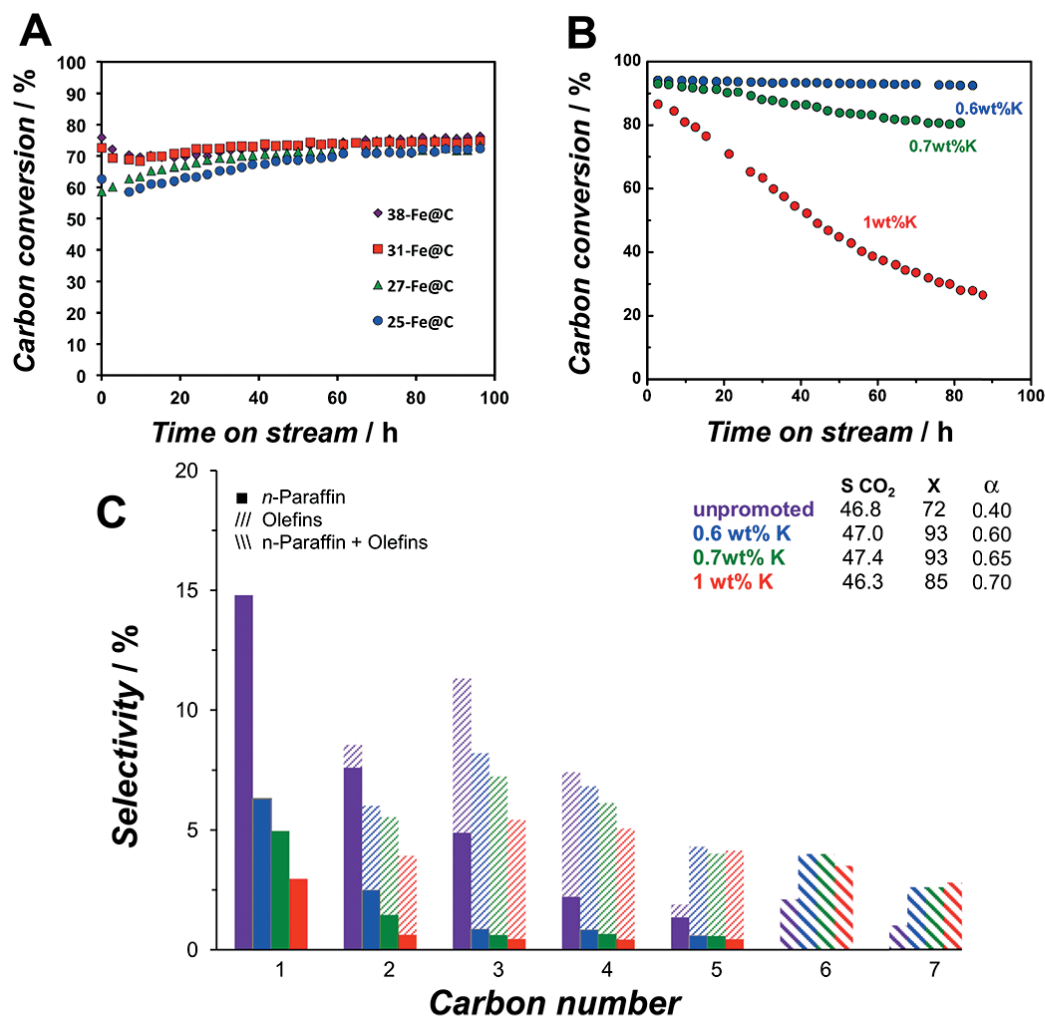 A
Carbon conversion / %
100
90
80
70
60
50
40
30
20
10
0
38-Fe@C
31-Fe@C
27-Fe@C
25-Fe@C
0 20 40 60 80 100
Time on stream / h
B
Carbon conversion / %
100
80
60
40
20
0
0.6wt%K
0.7wt%K
1wt%K
0 20 40 60 80 100
Time on stream / h
C
Selectivity / %
20
15
10
5
0
n-Paraffin
/// Olefins
\\\ n-Paraffin + Olefins
S CO2 X α
unpromoted 46.8 72 0.40
0.6 wt% K 47.0 93 0.60
0.7wt% K 47.4 93 0.65
1 wt% K 46.3 85 0.70
1 2 3 4 5 6 7
Carbon number